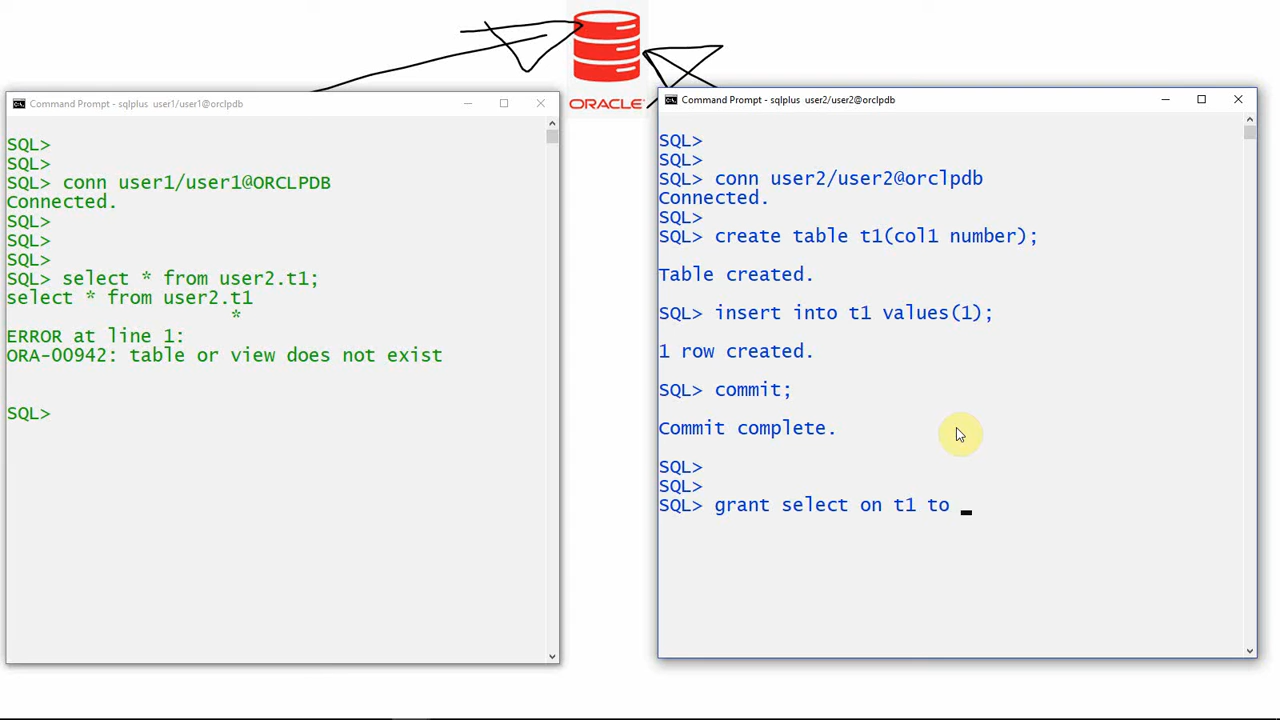 ORACLE
Command Prompt - sqlplus user1/user1@orclpdb
SQL>
SQL>
SQL> conn user1/user1@ORCLPDB
Connected.
SQL>
SQL>
SQL>
SQL> select * from user2.t1;
select * from user2.t1
*
ERROR at line 1:
ORA-00942: table or view does not exist
SQL>
Command Prompt - sqlplus user2/user2@orclpdb
SQL>
SQL>
SQL> conn user2/user2@orclpdb
Connected.
SQL>
SQL> create table t1(col1 number);
Table created.
SQL> insert into t1 values(1);
1 row created.
SQL> commit;
Commit complete.
SQL>
SQL>
SQL> grant select on t1 to _